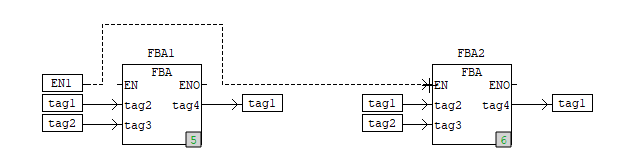 FBA1
FBA2
FBA
FBA
EN1
EN
ENO
EN
ENO
tag1
tag2
tag4
tag1
tag1
tag2
tag4
tag1
tag2
tag3
tag2
tag3
5
6